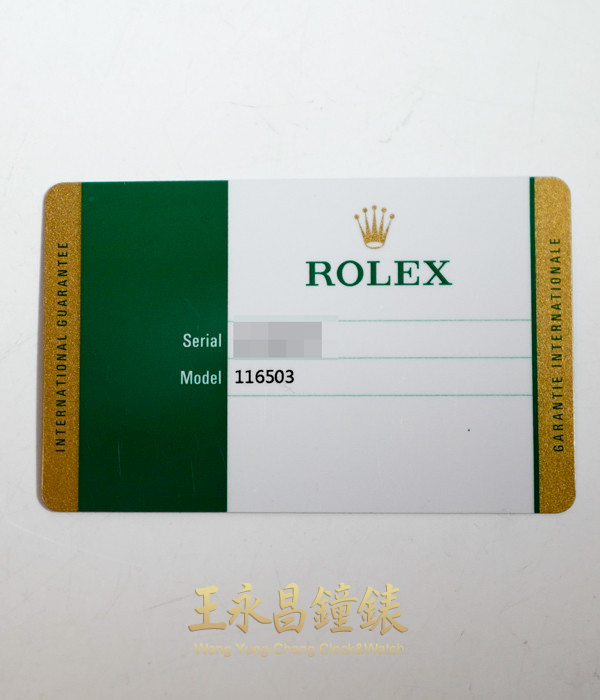 INTERNATIONAL GUARANTEE
ROLEX
Serial
Model 116503
GARANTIE INTERNATIONALE
王永昌鐘錶
Wang Yung Chang Clock&Watch